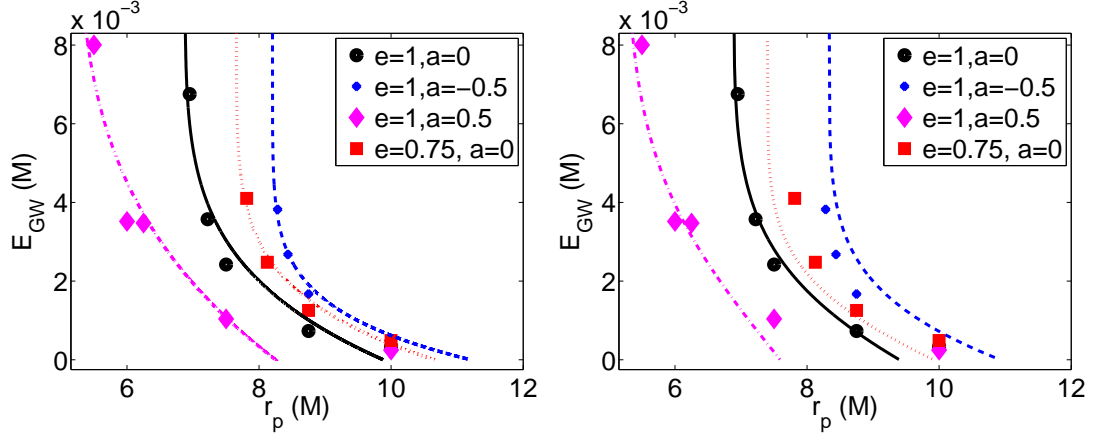 x 10⁻³
8
6
4
2
0
E_GW (M)
6 8 10 12
r_p (M)
e=1,a=0
e=1,a=−0.5
e=1,a=0.5
e=0.75, a=0
x 10⁻³
8
6
4
2
0
E_GW (M)
6 8 10 12
r_p (M)
e=1,a=0
e=1,a=−0.5
e=1,a=0.5
e=0.75, a=0